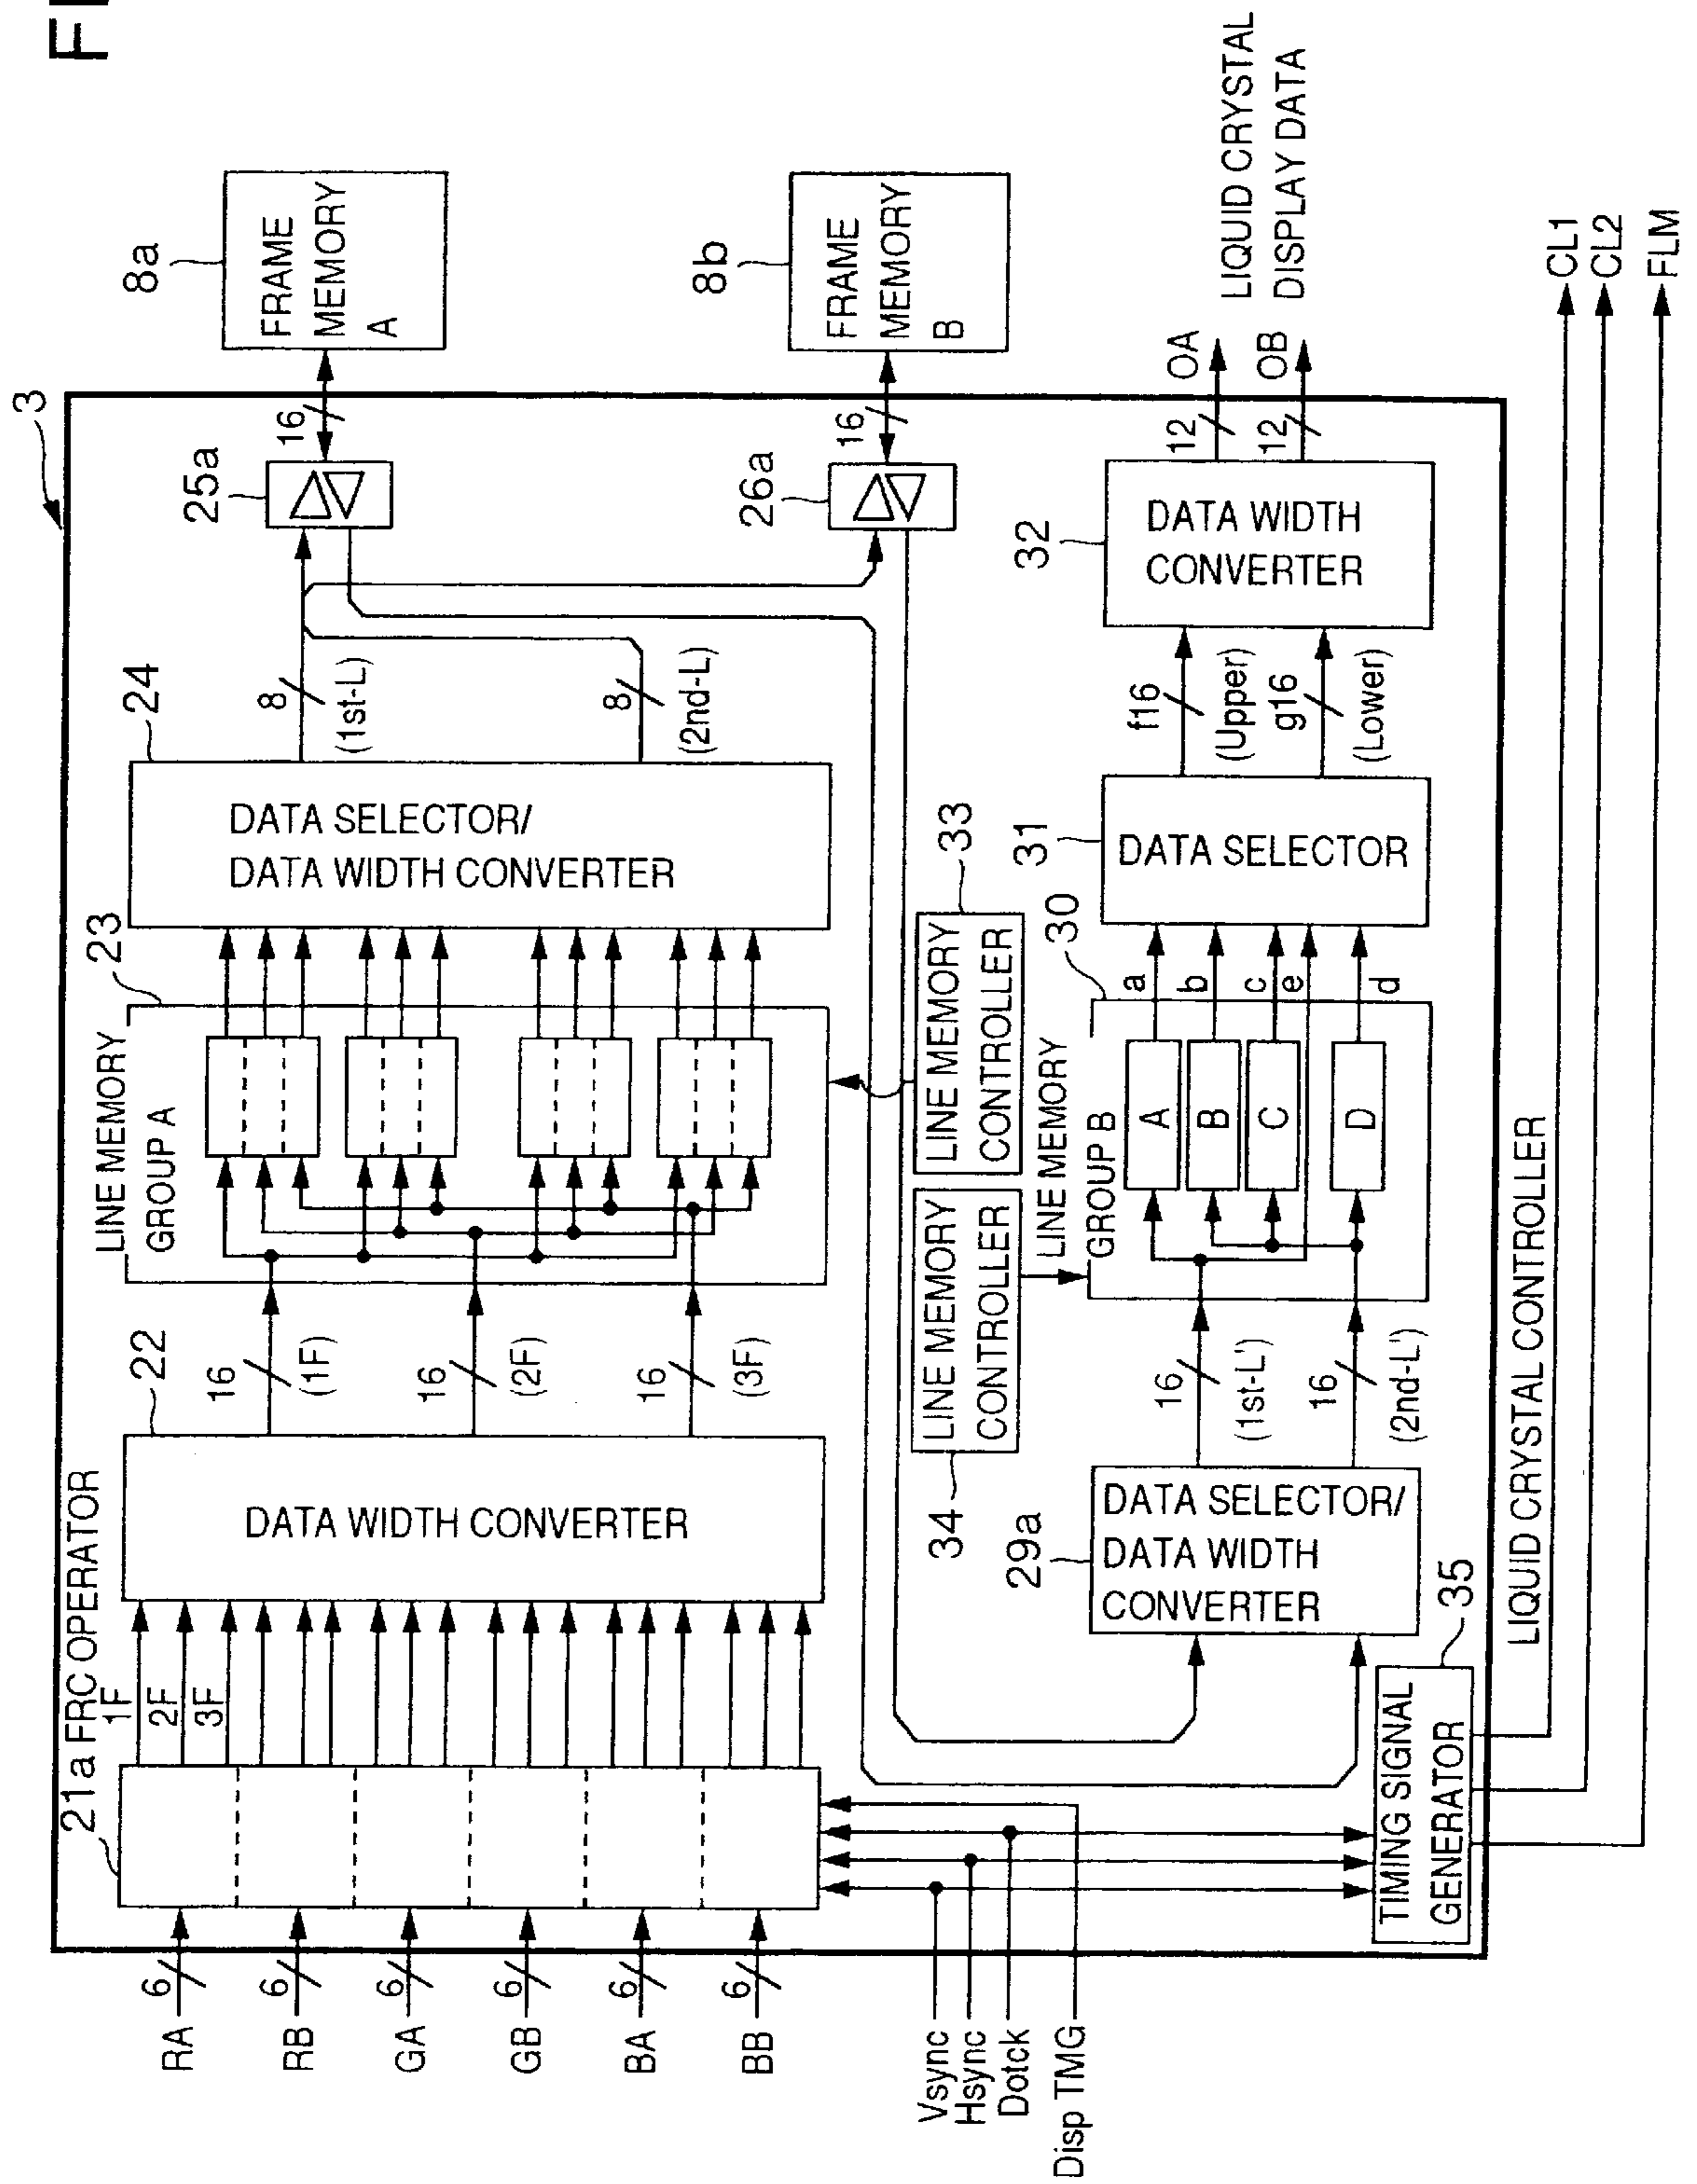 F
3
8a
FRAME
MEMORY
A
8b
FRAME
MEMORY
B
16
25a
16
26a
21a FRC OPERATOR
1F
2F
3F
RA
6
RB
6
GA
6
GB
6
BA
6
BB
6
22
DATA WIDTH CONVERTER
16
(1F)
16
(2F)
16
(3F)
LINE MEMORY
GROUP A
23
24
DATA SELECTOR/
DATA WIDTH CONVERTER
8
(1st-L)
8
(2nd-L)
Vsync
Hsync
Dotck
Disp TMG
34
LINE MEMORY
CONTROLLER
33
LINE MEMORY
CONTROLLER
29a
DATA SELECTOR/
DATA WIDTH
CONVERTER
16
(1st-L')
16
(2nd-L')
LINE MEMORY
GROUP B
30
A
B
C
D
a
b
c
e
d
31
DATA SELECTOR
f16
(Upper)
g16
(Lower)
32
DATA WIDTH
CONVERTER
12
OA
12
OB
LIQUID CRYSTAL
DISPLAY DATA
35
TIMING SIGNAL
GENERATOR
LIQUID CRYSTAL CONTROLLER
CL1
CL2
FLM